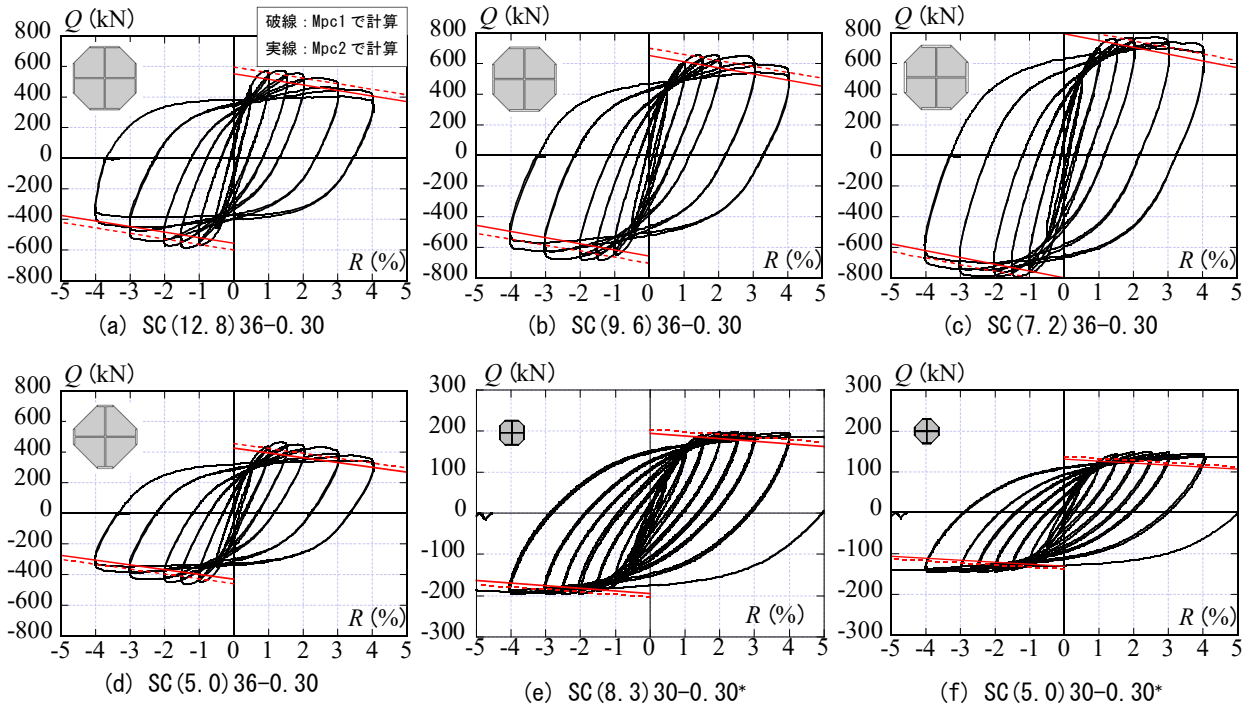 Q (kN)
破線：Mpc1 で計算
実線：Mpc2 で計算
800
600
400
200
0
-200
-400
-600
-800
R (%)
-5 -4 -3 -2 -1 0 1 2 3 4 5
(a) SC(12.8)36-0.30
Q (kN)
800
600
400
200
0
-200
-400
-600
-800
R (%)
-5 -4 -3 -2 -1 0 1 2 3 4 5
(b) SC(9.6)36-0.30
Q (kN)
800
600
400
200
0
-200
-400
-600
-800
R (%)
-5 -4 -3 -2 -1 0 1 2 3 4 5
(c) SC(7.2)36-0.30
Q (kN)
800
600
400
200
0
-200
-400
-600
-800
R (%)
-5 -4 -3 -2 -1 0 1 2 3 4 5
(d) SC(5.0)36-0.30
Q (kN)
300
200
100
0
-100
-200
-300
R (%)
-5 -4 -3 -2 -1 0 1 2 3 4 5
(e) SC(8.3)30-0.30*
Q (kN)
300
200
100
0
-100
-200
-300
R (%)
-5 -4 -3 -2 -1 0 1 2 3 4 5
(f) SC(5.0)30-0.30*